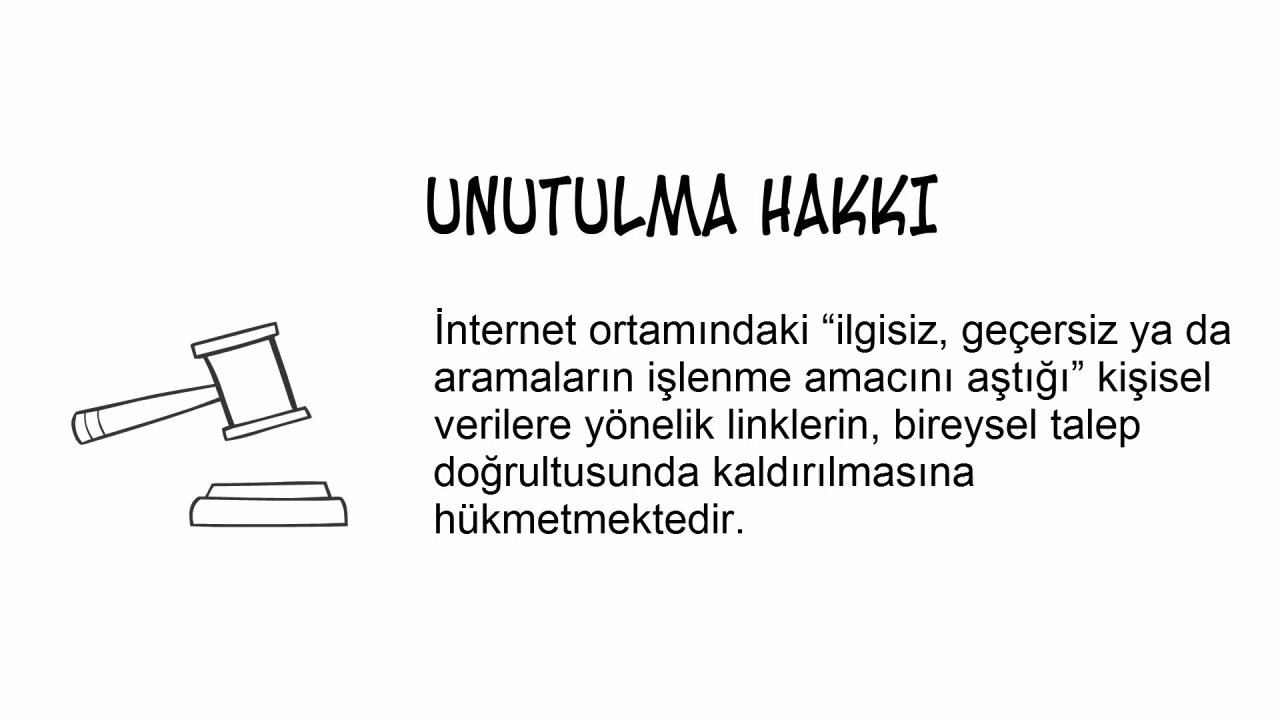 UNUTULMA HAKKI
İnternet ortamındaki “ilgisiz, geçersiz ya da
aramaların işlenme amacını aştığı” kişisel
verilere yönelik linklerin, bireysel talep
doğrultusunda kaldırılmasına
hükmetmektedir.